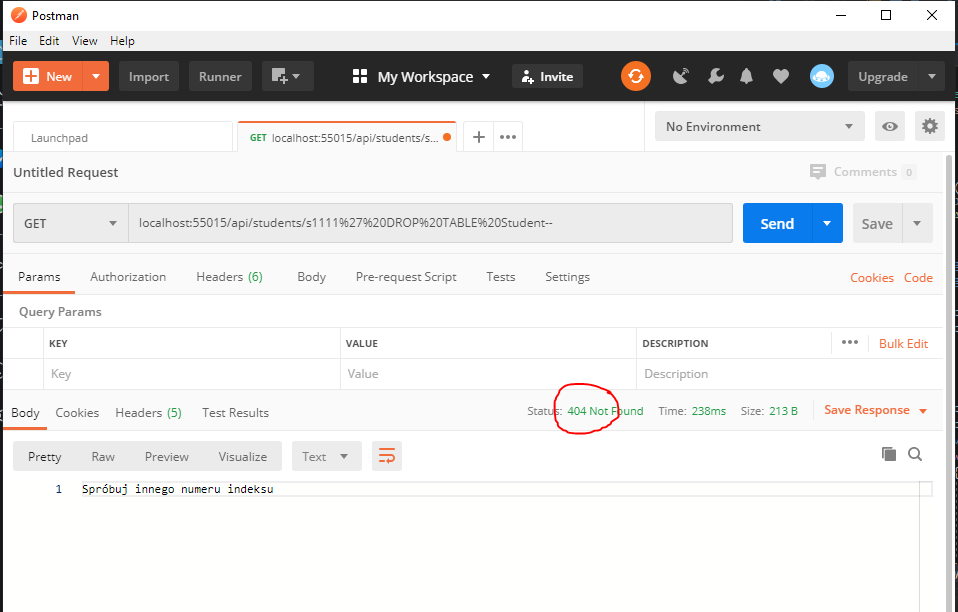 Postman
File Edit View Help
New Import Runner My Workspace Invite Upgrade
Launchpad GET localhost:55015/api/students/s... No Environment
Untitled Request Comments 0
GET localhost:55015/api/students/s1111%27%20DROP%20TABLE%20Student-- Send Save
Params Authorization Headers (6) Body Pre-request Script Tests Settings Cookies Code
Query Params
KEY VALUE DESCRIPTION Bulk Edit
Key Value Description
Body Cookies Headers (5) Test Results Status: 404 Not Found Time: 238ms Size: 213 B Save Response
Pretty Raw Preview Visualize Text
1 Spróbuj innego numeru indeksu